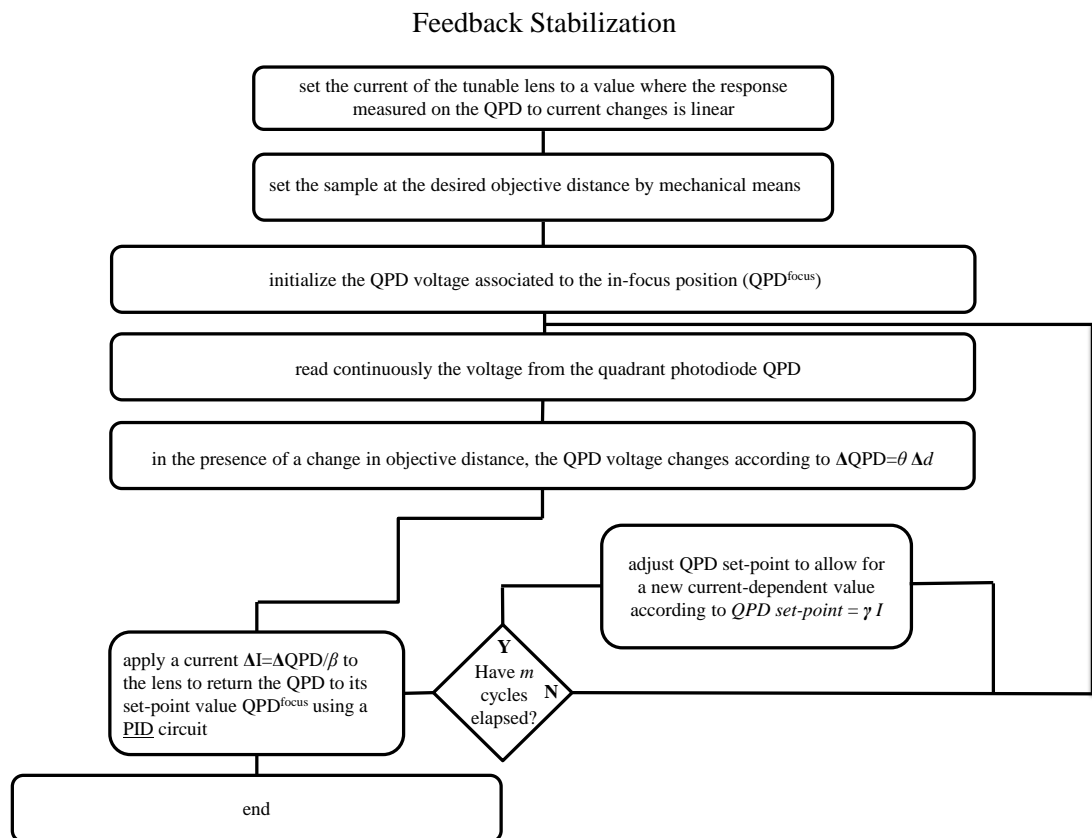 Feedback Stabilization
set the current of the tunable lens to a value where the response
measured on the QPD to current changes is linear
set the sample at the desired objective distance by mechanical means
initialize the QPD voltage associated to the in-focus position (QPDfocus)
read continuously the voltage from the quadrant photodiode QPD
in the presence of a change in objective distance, the QPD voltage changes according to ΔQPD=θ Δd
adjust QPD set-point to allow for
a new current-dependent value
according to QPD set-point = γ I
apply a current ΔI=ΔQPD/β to
the lens to return the QPD to its
set-point value QPDfocus using a
PID circuit
Y
Have m
cycles
N
elapsed?
end